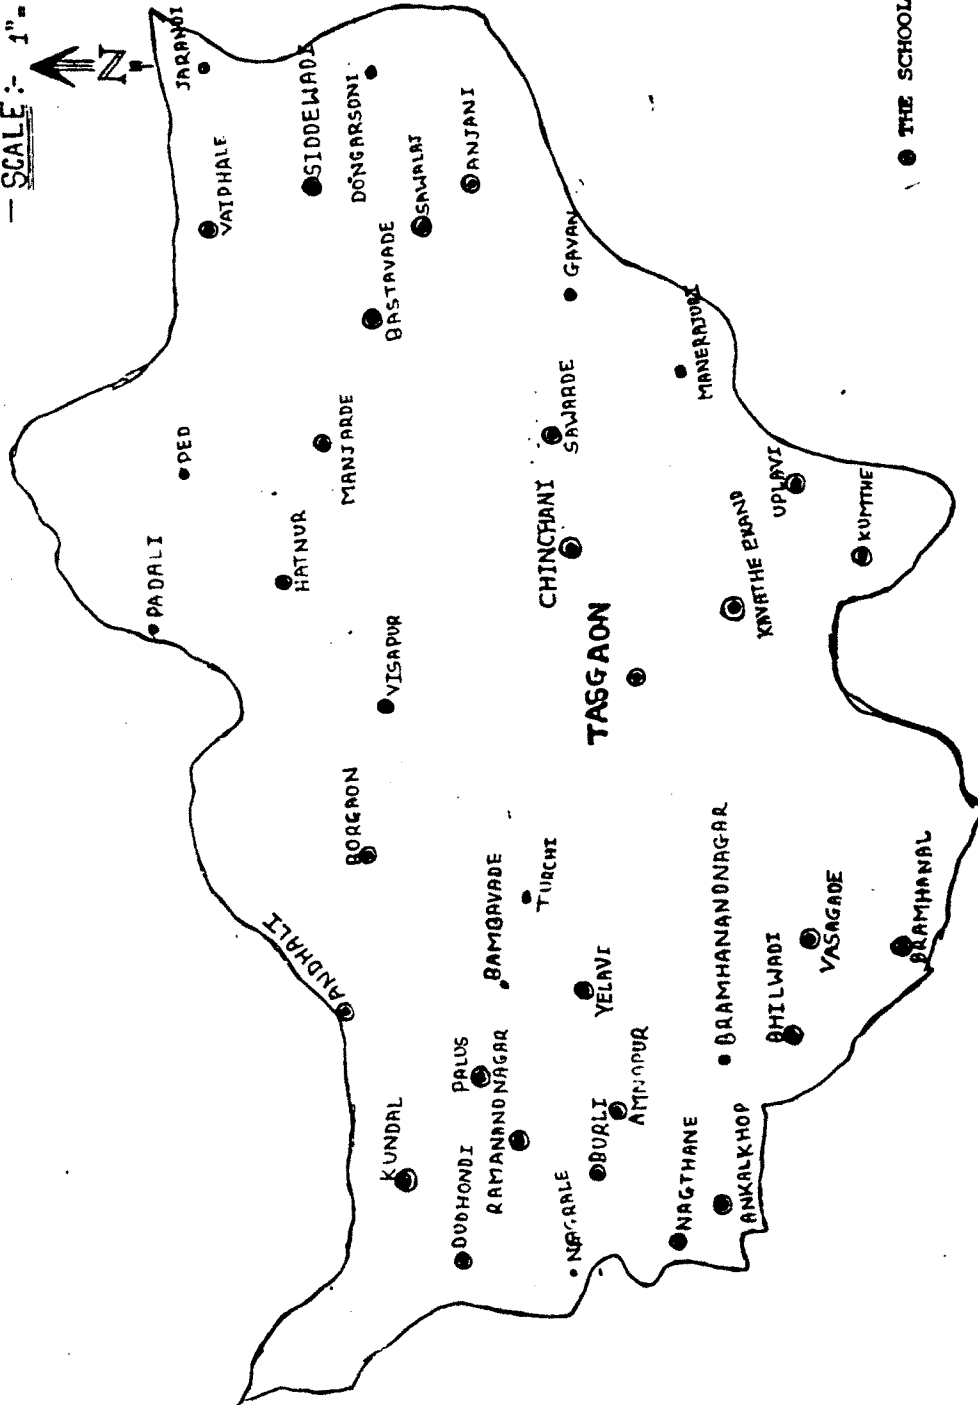 — SCALE :- 1"=
N
JARANDI
VAIPHALE
SIDDEWADI
DONGARSONI
SAWALAJ
ANJANI
BASTAVADE
GAVAN
MANERAJURI
PED
MANJARDE
SAWARDE
PADALI
HATNUR
CHINCHANI
UPLAVI
KUMTHE
KAVATHE EKAND
VISAPUR
TASGAON
BORGAON
ANDHALI
BAMBAVADE
TURCHI
YELAVI
BRAMHANANDNAGAR
BHILWADI
VASAGADE
BRAMHANAL
PALUS
KUNDAL
RAMANANDNAGAR
DUDHONDI
BURLI
AMNAPUR
NAGRALE
NAGTHANE
ANKALKHOP
THE SCHOOL